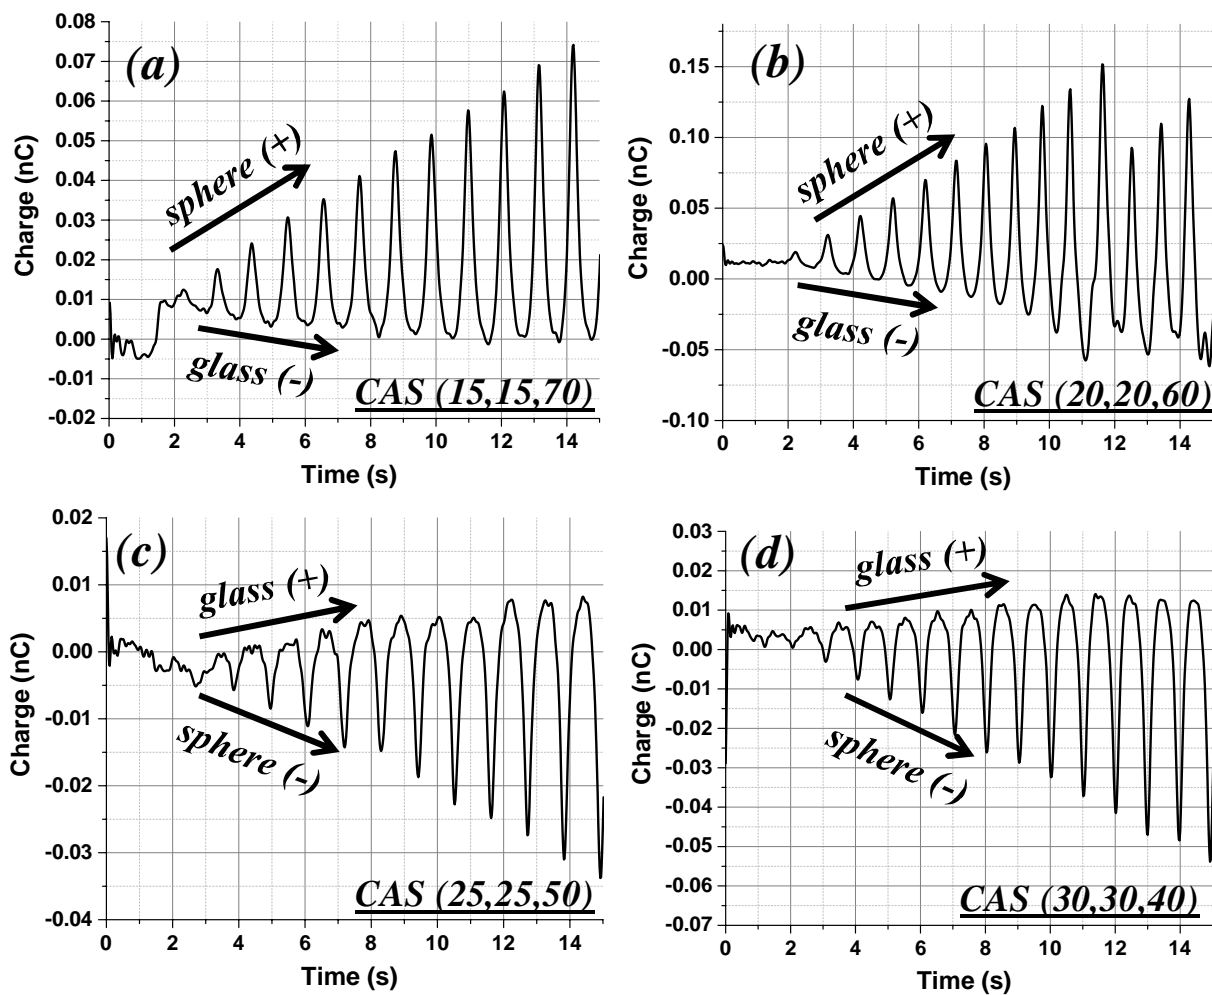 (a)
sphere (+)
glass (-)
CAS (15,15,70)
Charge (nC)
0.08
0.07
0.06
0.05
0.04
0.03
0.02
0.01
0.00
-0.01
-0.02
0 2 4 6 8 10 12 14
Time (s)
(b)
sphere (+)
glass (-)
CAS (20,20,60)
Charge (nC)
0.15
0.10
0.05
0.00
-0.05
-0.10
0 2 4 6 8 10 12 14
Time (s)
(c)
glass (+)
sphere (-)
CAS (25,25,50)
Charge (nC)
0.02
0.01
0.00
-0.01
-0.02
-0.03
-0.04
0 2 4 6 8 10 12 14
Time (s)
(d)
glass (+)
sphere (-)
CAS (30,30,40)
Charge (nC)
0.03
0.02
0.01
0.00
-0.01
-0.02
-0.03
-0.04
-0.05
-0.06
-0.07
0 2 4 6 8 10 12 14
Time (s)